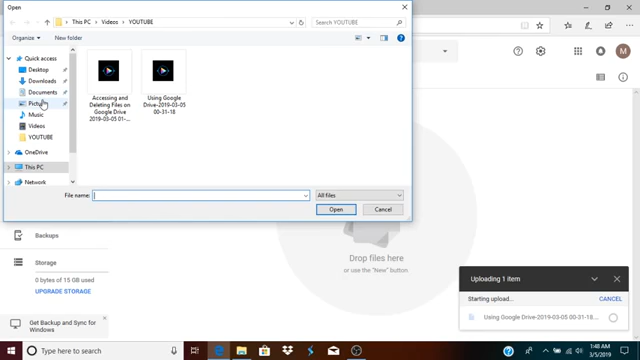 Open
This PC > Videos > YOUTUBE
Search YOUTUBE
Organize
New folder
Quick access
Desktop
Downloads
Documents
Music
Videos
YOUTUBE
OneDrive
This PC
Network
Accessing and
Deleting Files on
Google Drive
2019-03-05 01-...
Using Google
Drive-2019-03-05
00-31-18
File name:
All files
Open
Cancel
M
Backups
Storage
0 bytes of 15 GB used
UPGRADE STORAGE
Get Backup and Sync for
Windows
Drop files here
or use the "New" button
Uploading 1 item
Starting upload...
CANCEL
Using Google Drive-2019-03-05 00-31-18...
Type here to search
1:48 AM
3/5/2019